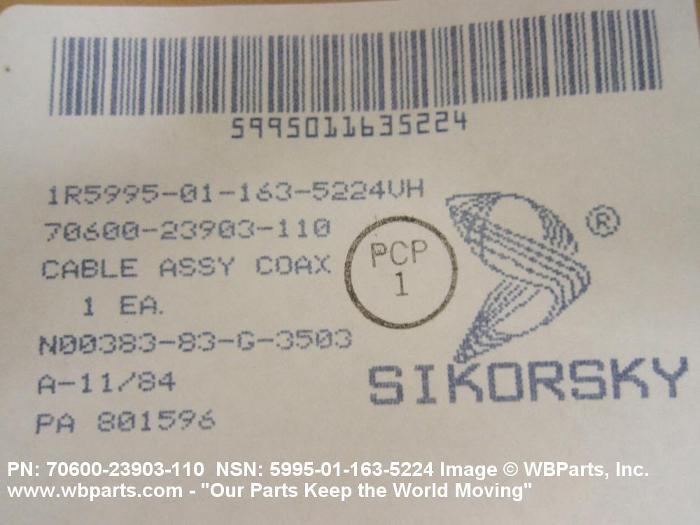 5995011635224
1R5995-01-163-5224VH
70600-23903-110
CABLE ASSY COAX
1 EA.
N00383-83-G-3503
A-11/84
PA 801596
PCP
1
®
SIKORSKY
PN: 70600-23903-110 NSN: 5995-01-163-5224 Image © WBParts, Inc.
www.wbparts.com - "Our Parts Keep the World Moving"